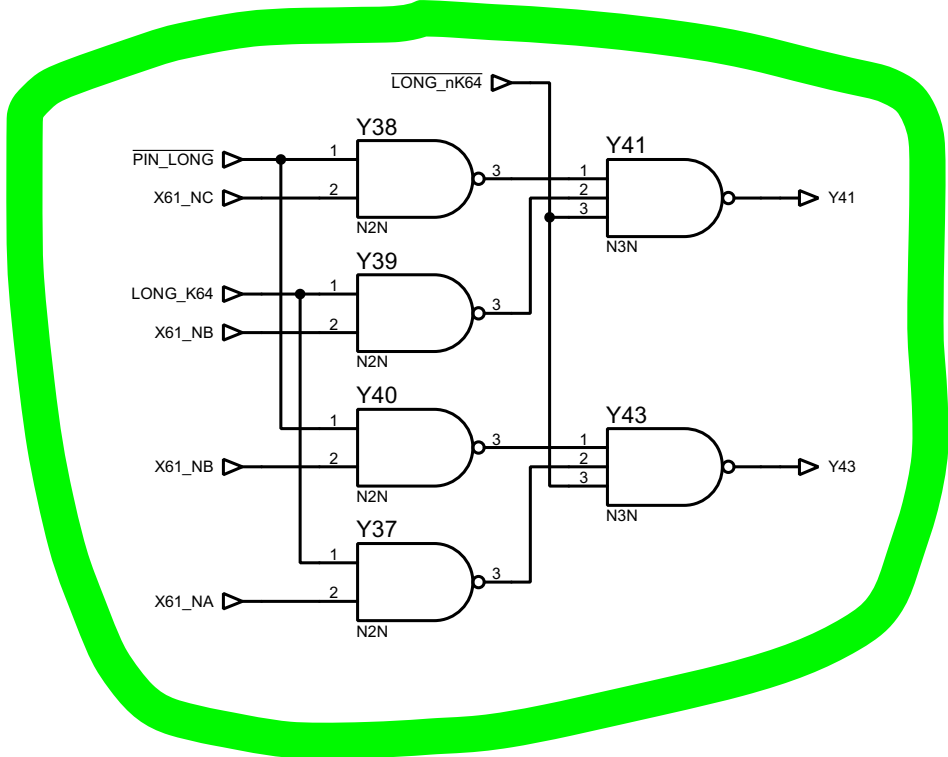 LONG_nK64
Y38
Y41
PIN_LONG
1
3
1
Y41
X61_NC
2
2
3
N2N
N3N
Y39
LONG_K64
1
3
X61_NB
2
N2N
Y40
Y43
1
3
1
X61_NB
2
2
Y43
3
N2N
N3N
Y37
1
3
X61_NA
2
N2N